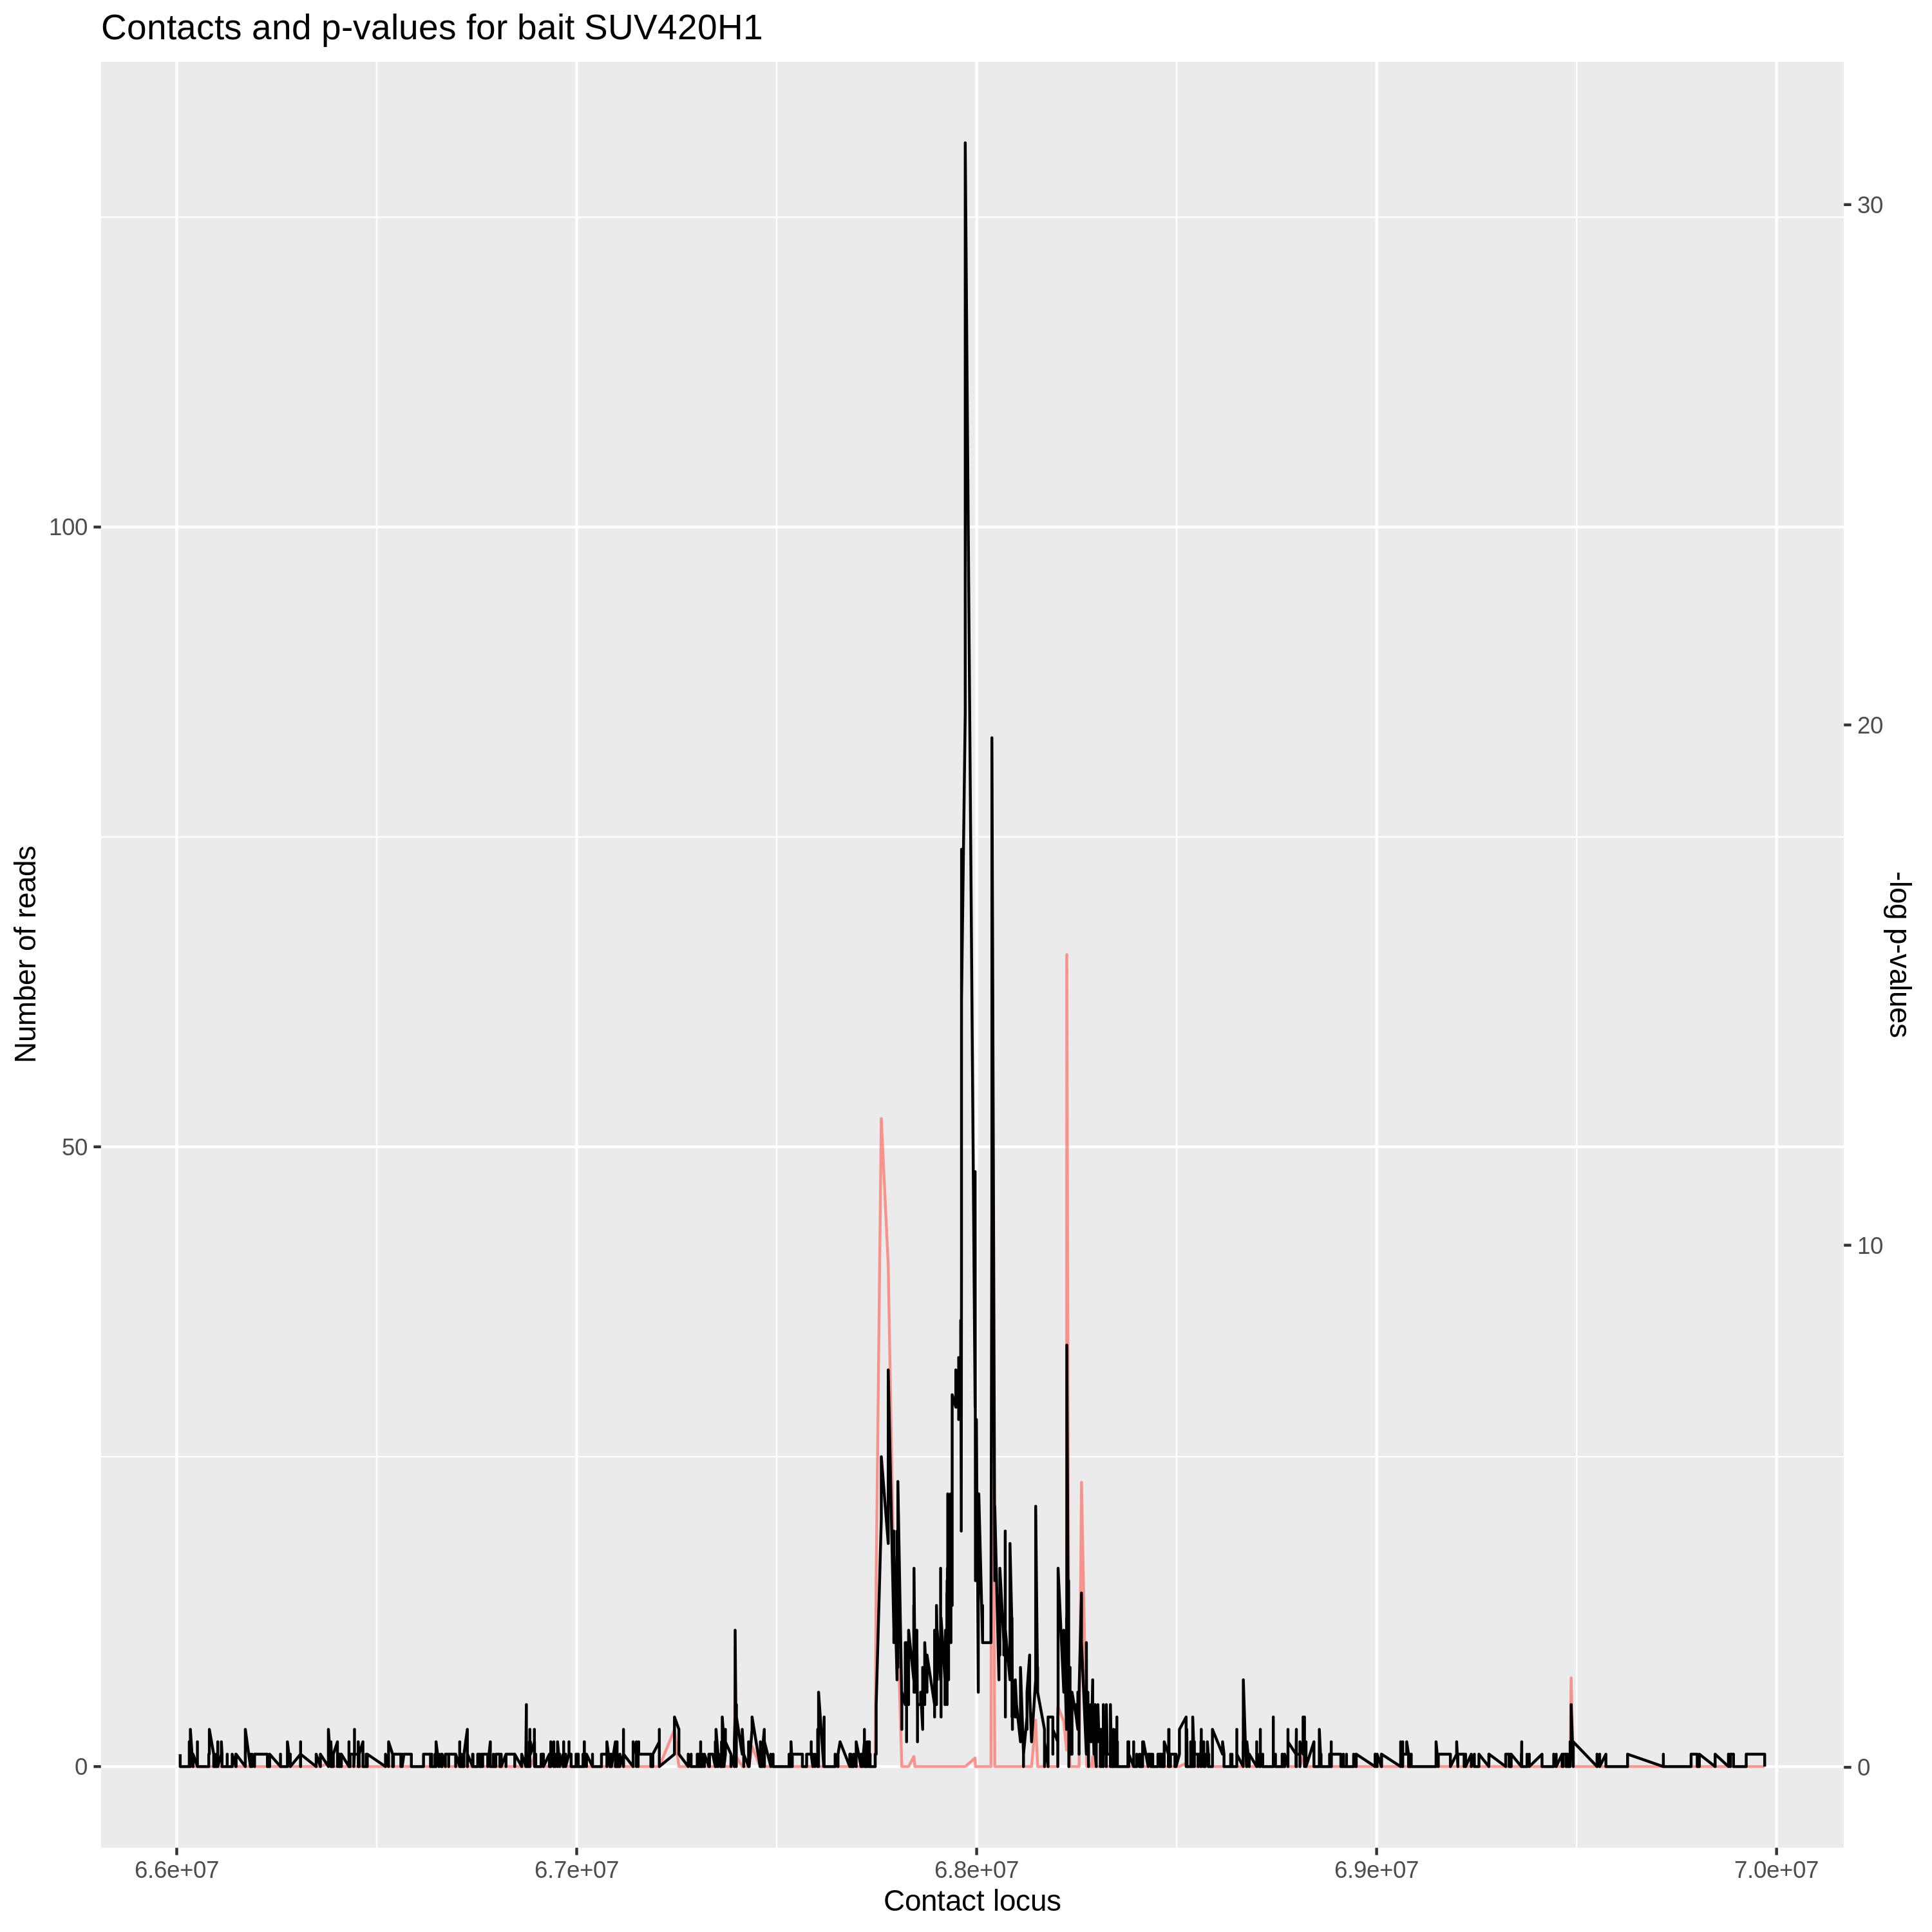 Contacts and p-values for bait SUV420H1
Number of reads
100
50
0
30
20
10
0
-log p-values
6.6e+07
6.7e+07
6.8e+07
6.9e+07
7.0e+07
Contact locus